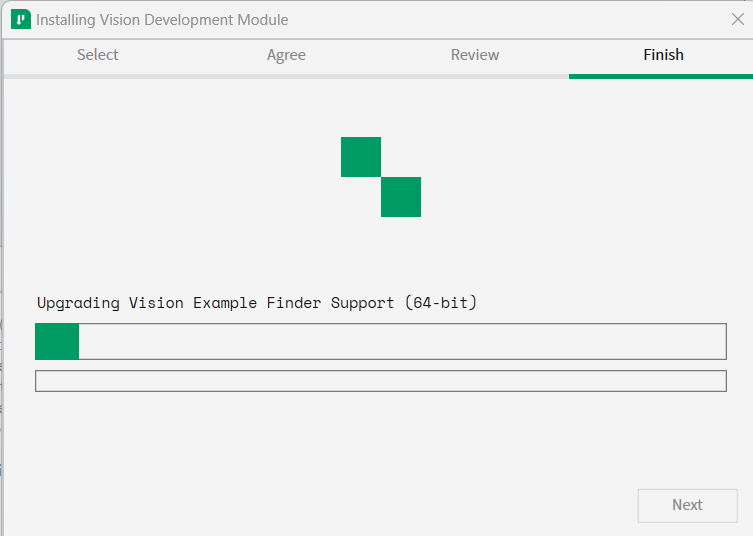 Installing Vision Development Module
Select Agree Review Finish
Upgrading Vision Example Finder Support (64-bit)
Next